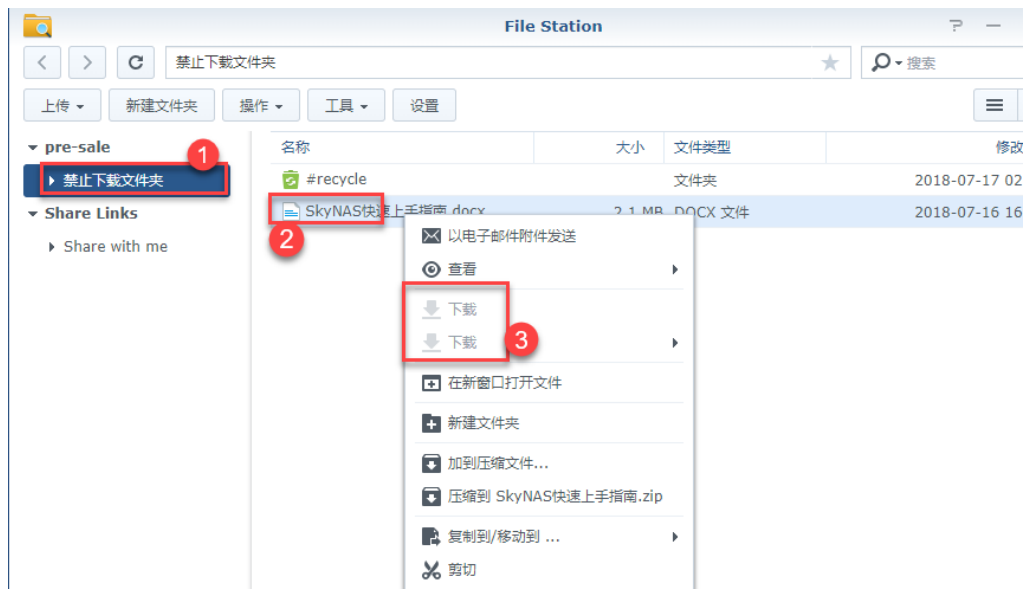 File Station
禁止下载文件夹
搜索
上传 新建文件夹 操作 工具 设置
pre-sale
1
禁止下载文件夹
Share Links
Share with me
名称 大小 文件类型 修改
#recycle 文件夹 2018-07-17 02
SkyNAS快速上手指南.docx 2.1 MB DOCX 文件 2018-07-16 16
2
以电子邮件附件发送
查看
下载
下载
3
在新窗口打开文件
新建文件夹
加到压缩文件...
压缩到 SkyNAS快速上手指南.zip
复制到/移动到 ...
剪切